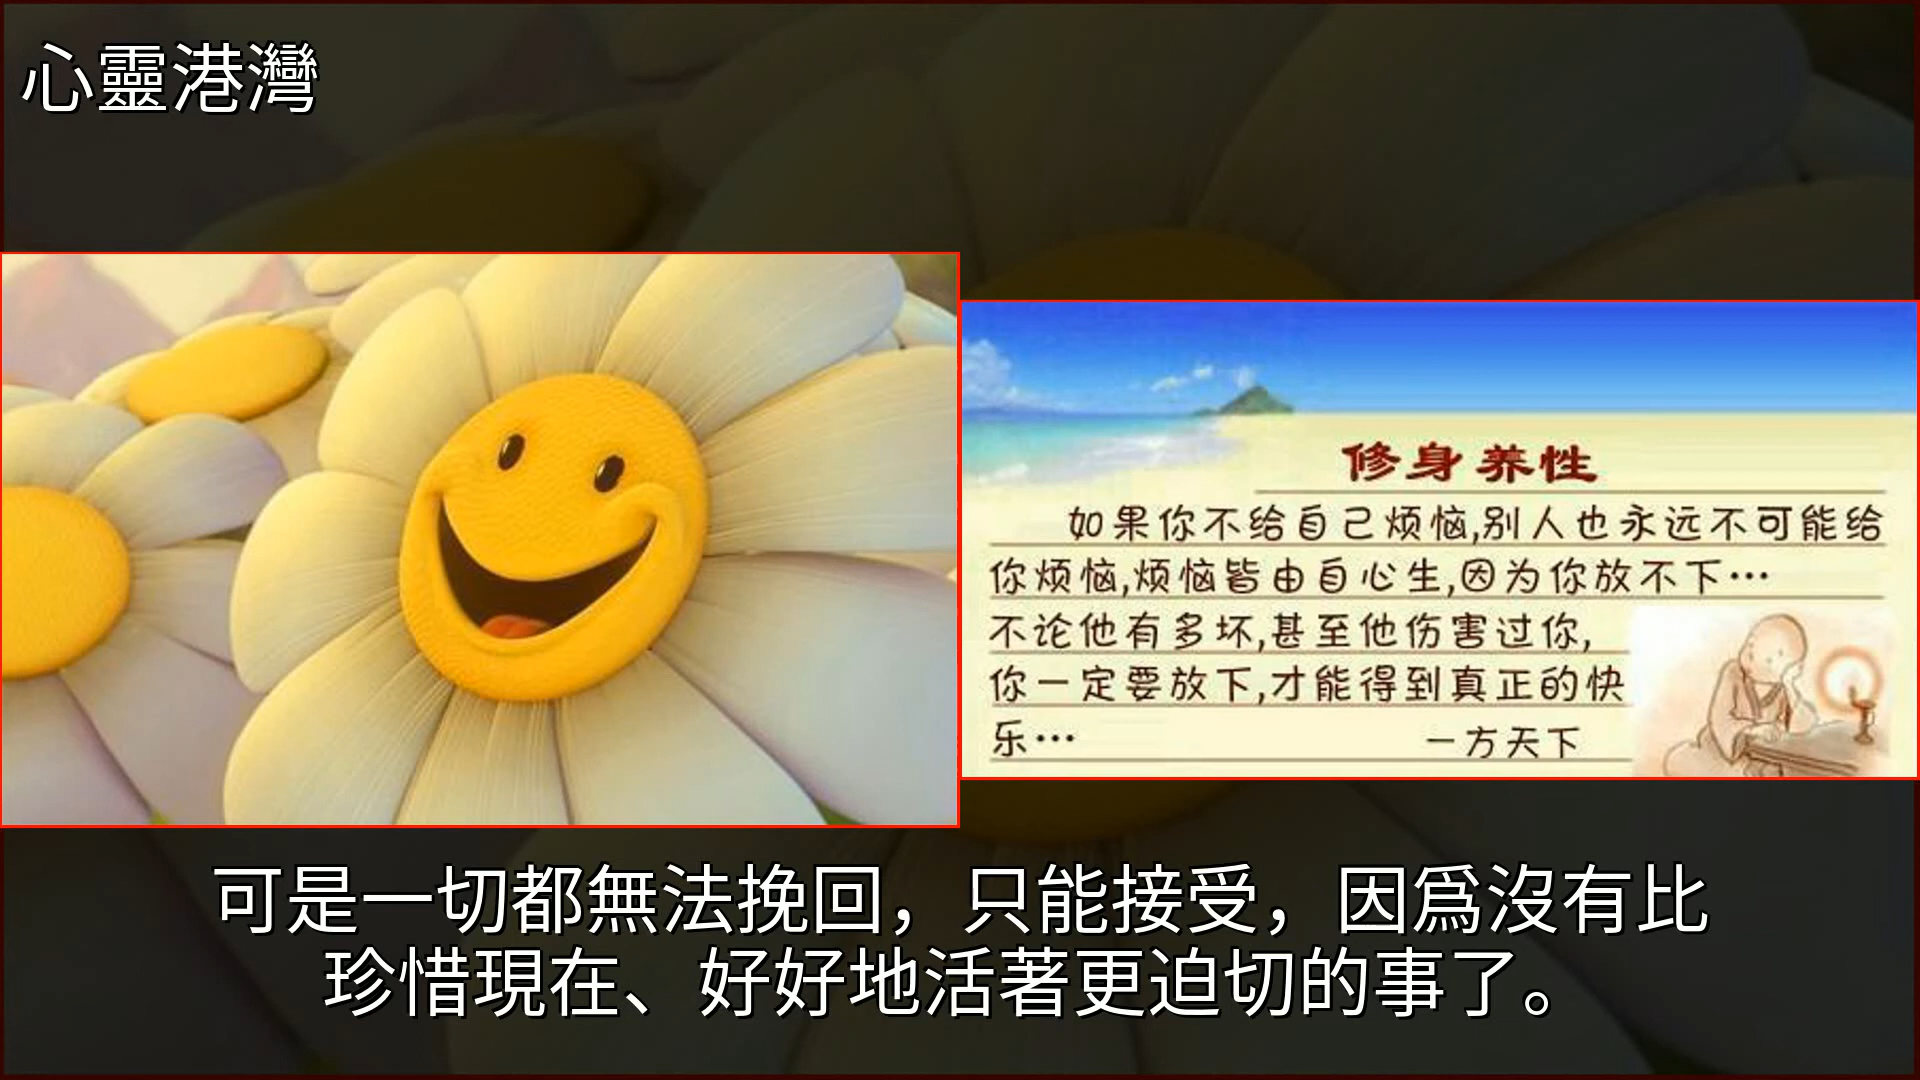 心靈港灣
修身养性
如果你不给自己烦恼,别人也永远不可能给
你烦恼,烦恼皆由自心生,因为你放不下…
不论他有多坏,甚至他伤害过你,
你一定要放下,才能得到真正的快
乐…
一方天下
可是一切都無法挽回，只能接受，因爲沒有比
珍惜現在、好好地活著更迫切的事了。